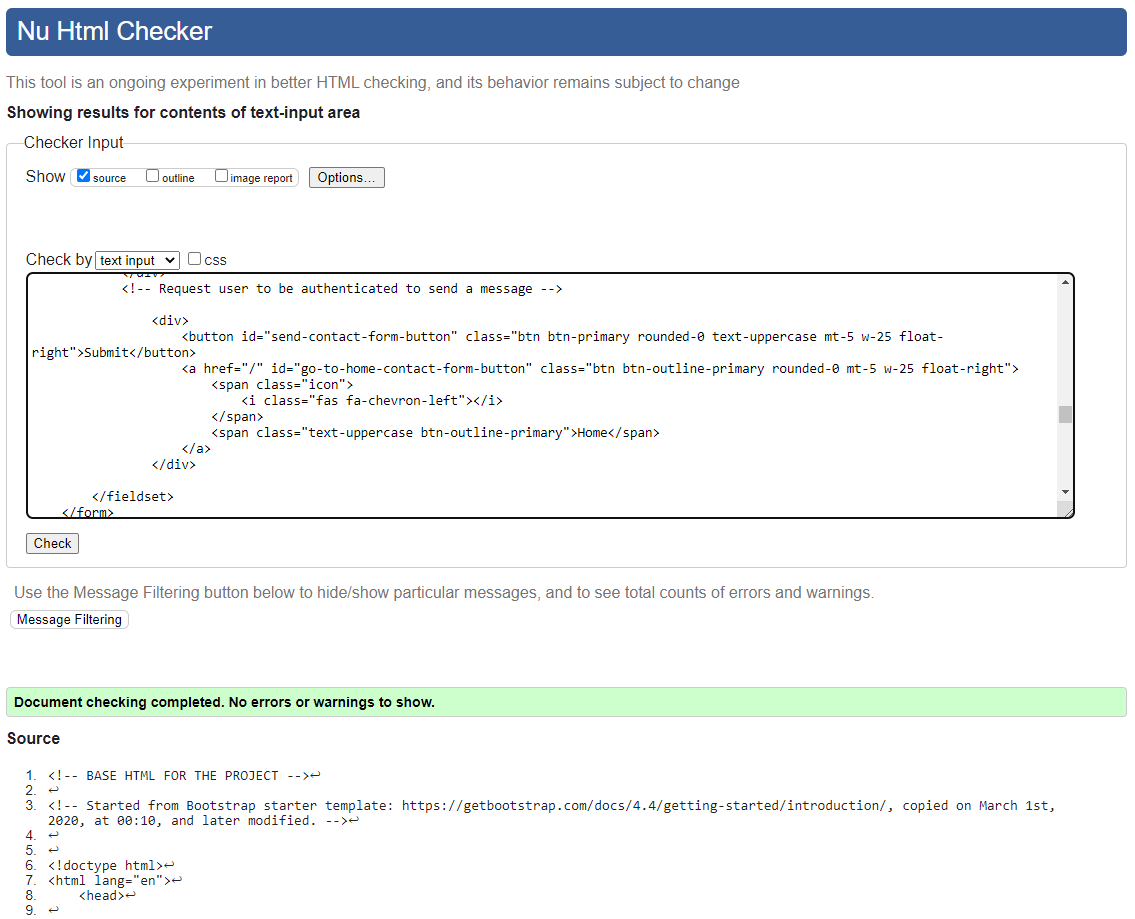 Nu Html Checker
This tool is an ongoing experiment in better HTML checking, and its behavior remains subject to change
Showing results for contents of text-input area
Checker Input
Show source outline image report Options...
Check by text input css
</div>
<!-- Request user to be authenticated to send a message -->
<div>
<button id="send-contact-form-button" class="btn btn-primary rounded-0 text-uppercase mt-5 w-25 float-
right">Submit</button>
<a href="/" id="go-to-home-contact-form-button" class="btn btn-outline-primary rounded-0 mt-5 w-25 float-right">
<span class="icon">
<i class="fas fa-chevron-left"></i>
</span>
<span class="text-uppercase btn-outline-primary">Home</span>
</a>
</div>
</fieldset>
</form>
Check
Use the Message Filtering button below to hide/show particular messages, and to see total counts of errors and warnings.
Message Filtering
Document checking completed. No errors or warnings to show.
Source
1. <!-- BASE HTML FOR THE PROJECT -->↩
2. ↩
3. <!-- Started from Bootstrap starter template: https://getbootstrap.com/docs/4.4/getting-started/introduction/, copied on March 1st,
2020, at 00:10, and later modified. -->↩
4. ↩
5. ↩
6. <!doctype html>↩
7. <html lang="en">↩
8. <head>↩
9. ↩